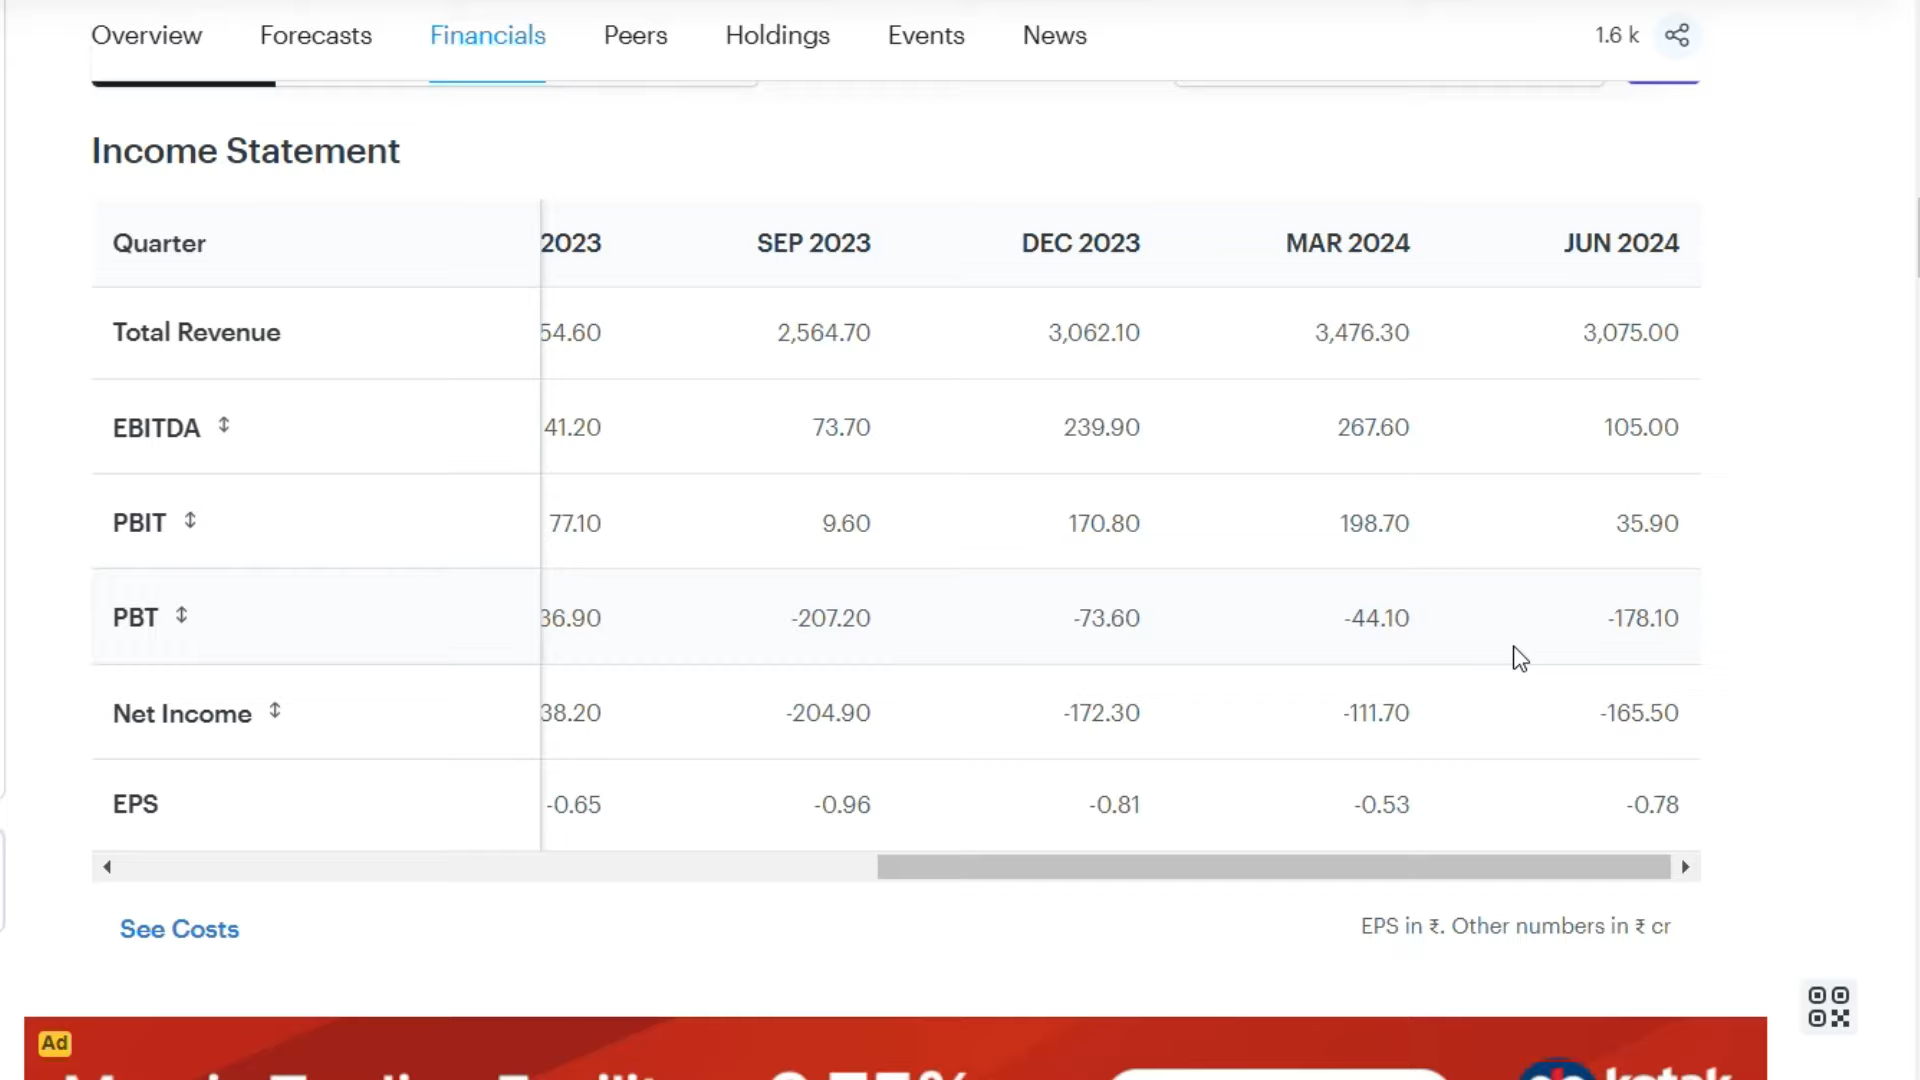 Overview Forecasts Financials Peers Holdings Events News 1.6 k
Income Statement
Quarter 2023 SEP 2023 DEC 2023 MAR 2024 JUN 2024
Total Revenue 54.60 2,564.70 3,062.10 3,476.30 3,075.00
EBITDA 41.20 73.70 239.90 267.60 105.00
PBIT 77.10 9.60 170.80 198.70 35.90
PBT 36.90 -207.20 -73.60 -44.10 -178.10
Net Income 38.20 -204.90 -172.30 -111.70 -165.50
EPS -0.65 -0.96 -0.81 -0.53 -0.78
See Costs EPS in ₹. Other numbers in ₹ cr
Ad
kotak